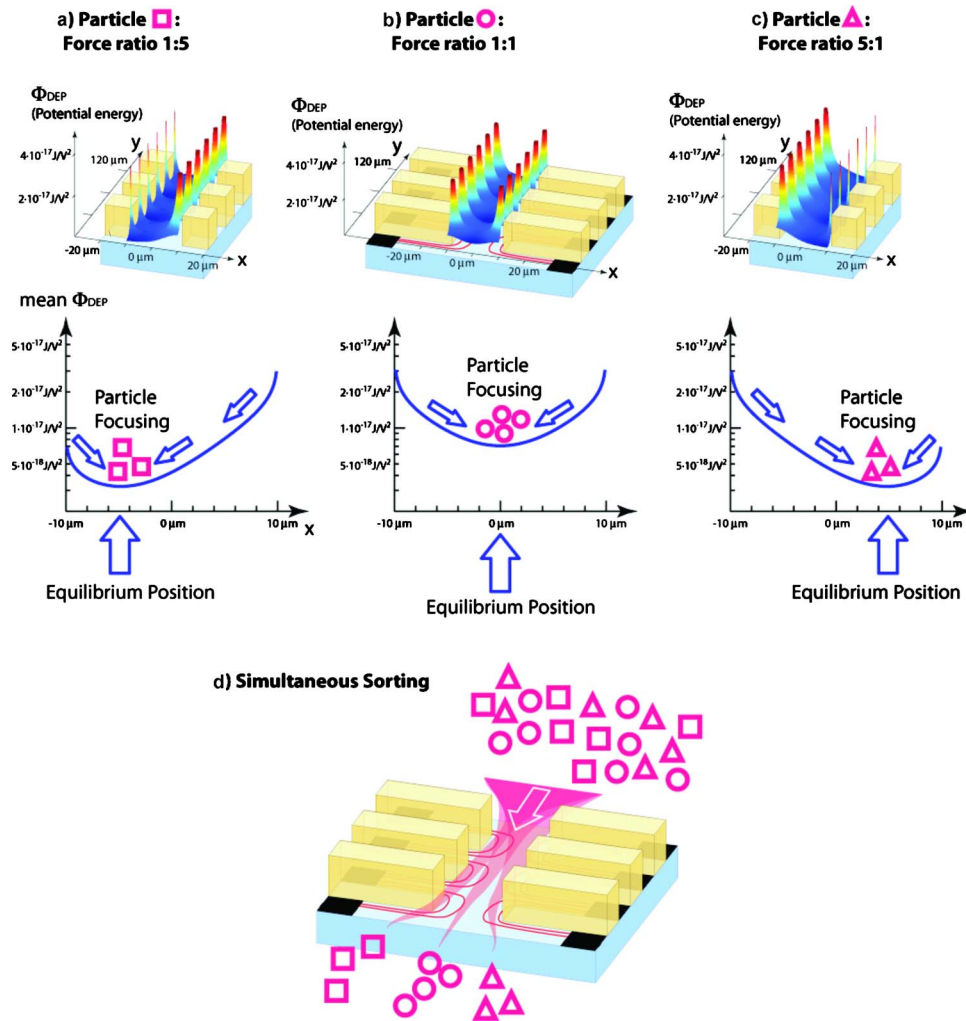 a) Particle :
Force ratio 1:5
b) Particle :
Force ratio 1:1
c) Particle :
Force ratio 5:1
ΦDEP
(Potential energy)
4·10⁻¹⁷J/V²
2·10⁻¹⁷J/V²
120 µm
y
-20 µm
0 µm
20 µm
x
ΦDEP
(Potential energy)
4·10⁻¹⁷J/V²
2·10⁻¹⁷J/V²
120 µm
y
-20 µm
0 µm
20 µm
x
ΦDEP
(Potential energy)
4·10⁻¹⁷J/V²
2·10⁻¹⁷J/V²
120 µm
y
-20 µm
0 µm
20 µm
x
mean ΦDEP
5·10⁻¹⁷J/V²
2·10⁻¹⁷J/V²
1·10⁻¹⁷J/V²
5·10⁻¹⁸J/V²
Particle
Focusing
-10 µm
0 µm
10 µm
x
Equilibrium Position
5·10⁻¹⁷J/V²
2·10⁻¹⁷J/V²
1·10⁻¹⁷J/V²
5·10⁻¹⁸J/V²
Particle
Focusing
-10 µm
0 µm
10 µm
Equilibrium Position
5·10⁻¹⁷J/V²
2·10⁻¹⁷J/V²
1·10⁻¹⁷J/V²
5·10⁻¹⁸J/V²
Particle
Focusing
-10 µm
0 µm
10 µm
x
Equilibrium Position
d) Simultaneous Sorting